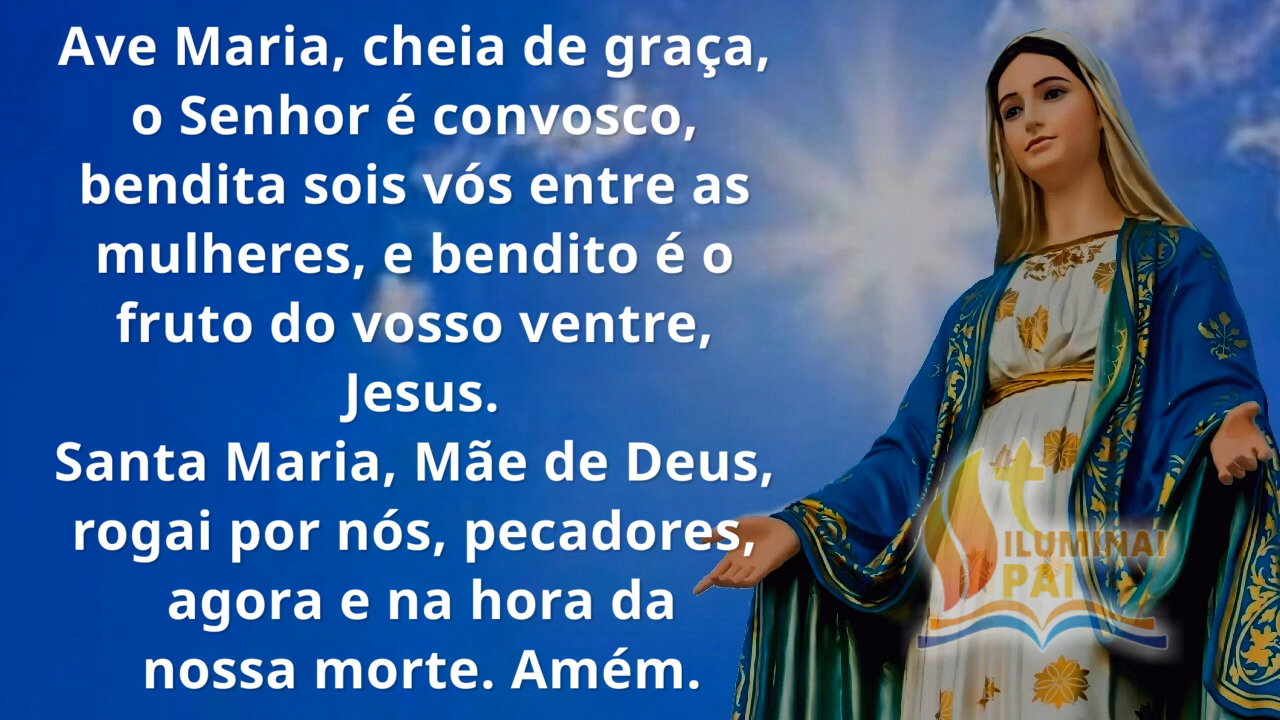 Ave Maria, cheia de graça,
o Senhor é convosco,
bendita sois vós entre as
mulheres, e bendito é o
fruto do vosso ventre,
Jesus.
Santa Maria, Mãe de Deus,
rogai por nós, pecadores,
agora e na hora da
nossa morte. Amém.
ILUMINAI
PAI